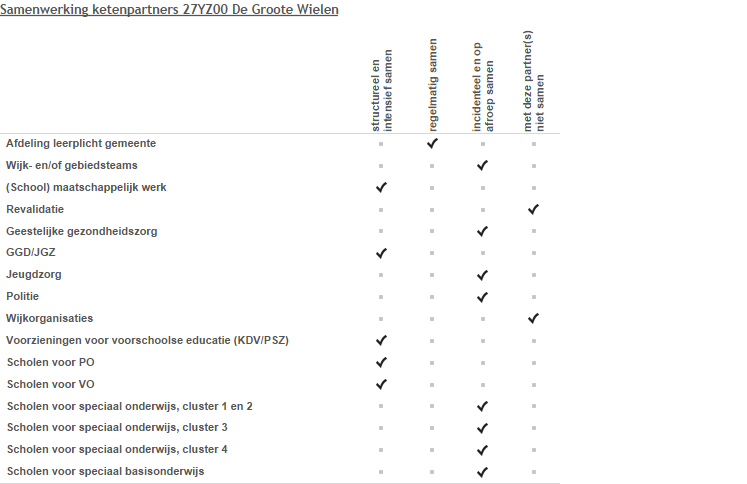 Samenwerking ketenpartners 27YZ00 De Groote Wielen
structureel en
intensief samen
regelmatig samen
incidenteel en op
afroep samen
met deze partner(s)
niet samen
Afdeling leerplicht gemeente
Wijk- en/of gebiedsteams
(School) maatschappelijk werk
Revalidatie
Geestelijke gezondheidszorg
GGD/JGZ
Jeugdzorg
Politie
Wijkorganisaties
Voorzieningen voor voorschoolse educatie (KDV/PSZ)
Scholen voor PO
Scholen voor VO
Scholen voor speciaal onderwijs, cluster 1 en 2
Scholen voor speciaal onderwijs, cluster 3
Scholen voor speciaal onderwijs, cluster 4
Scholen voor speciaal basisonderwijs